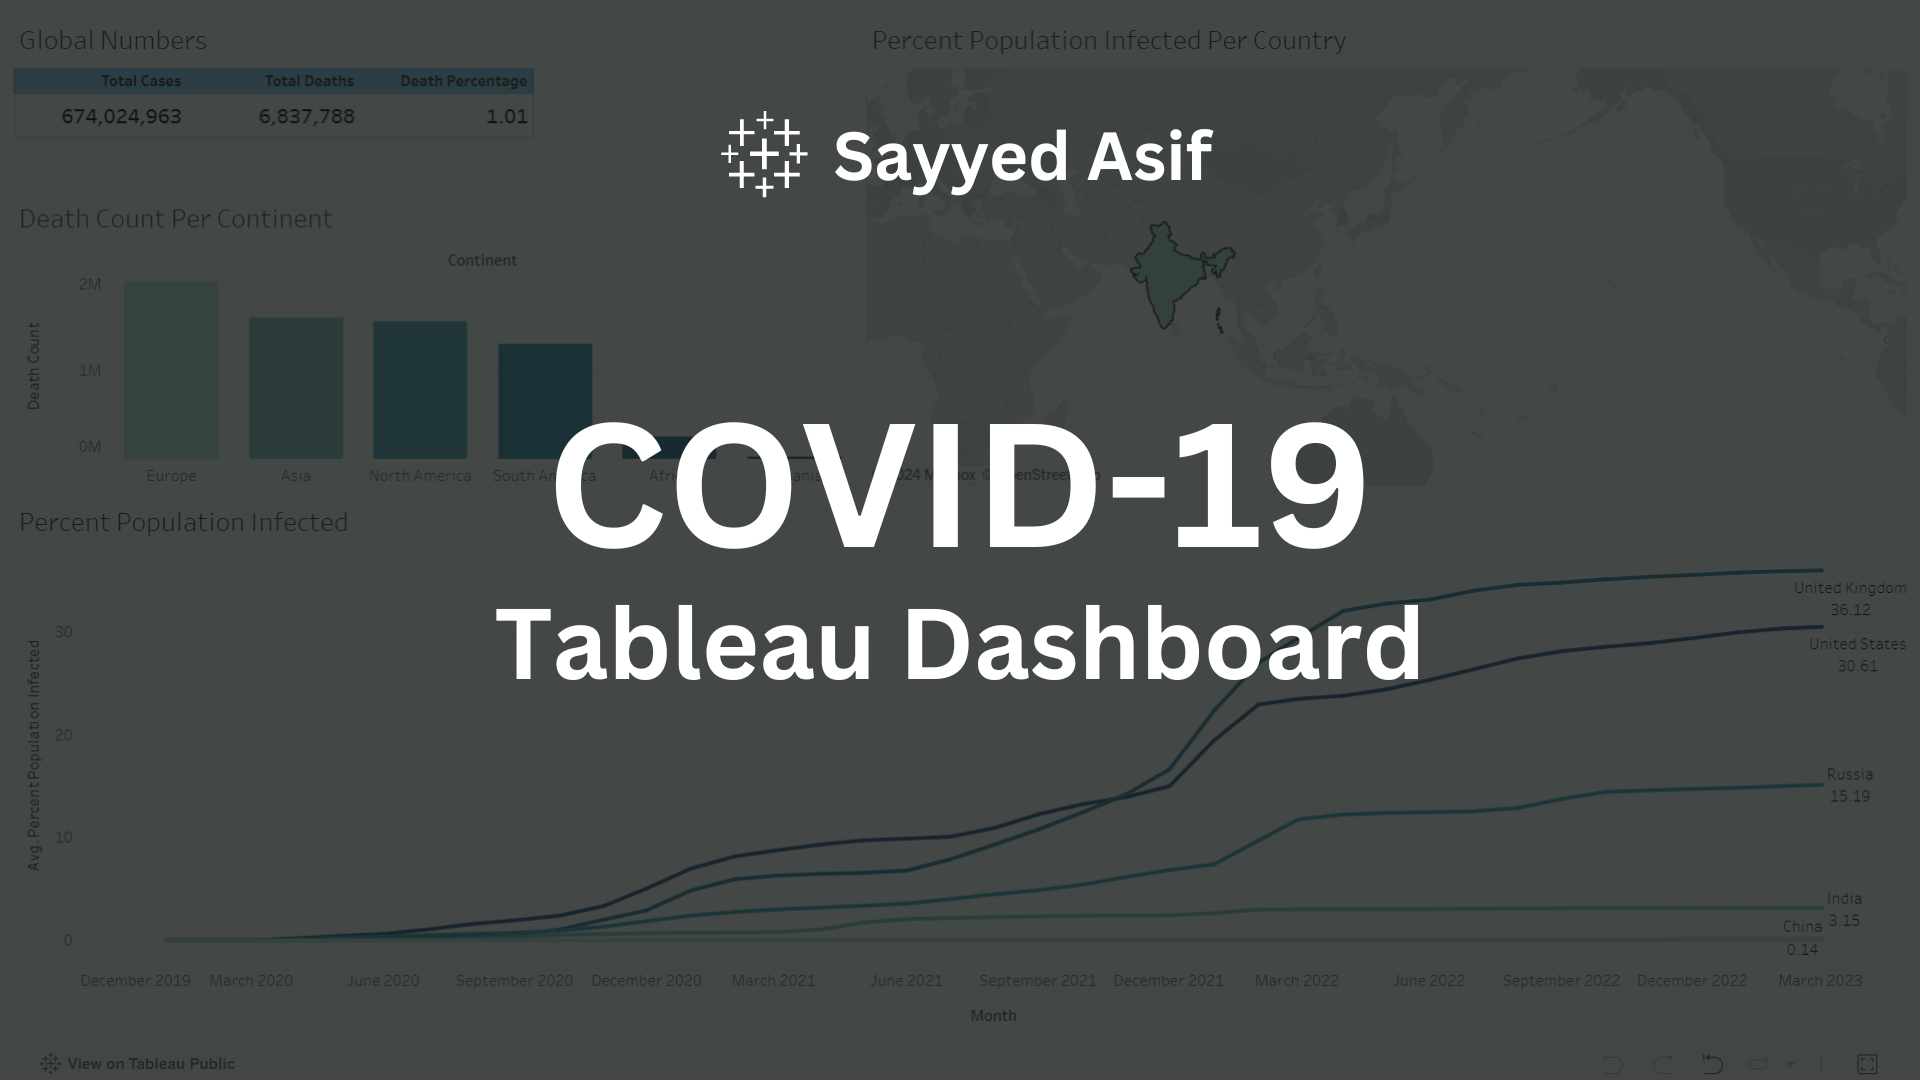 Global Numbers
Total Cases Total Deaths Death Percentage
674,024,963 6,837,788 1.01
Percent Population Infected Per Country
Sayyed Asif
Death Count Per Continent
Continent
Death Count
2M
1M
0M
Europe Asia North America South America
COVID-19
Tableau Dashboard
Percent Population Infected
Avg. Percent Population Infected
30
20
10
0
United Kingdom
36.12
United States
30.61
Russia
15.19
India
3.15
China
0.14
December 2019 March 2020 June 2020 September 2020 December 2020 March 2021 June 2021 September 2021 December 2021 March 2022 June 2022 September 2022 December 2022 March 2023
Month
View on Tableau Public